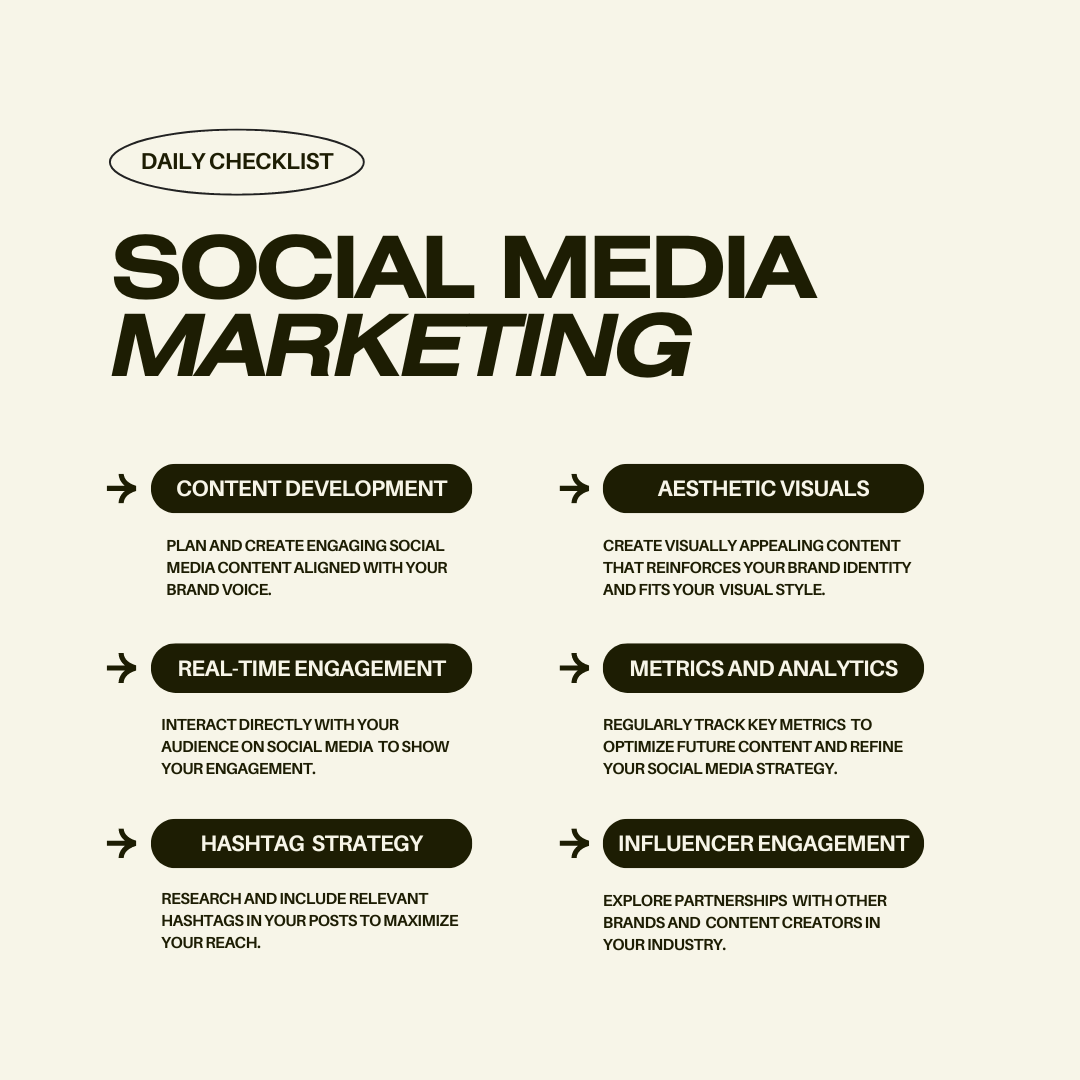 DAILY CHECKLIST
SOCIAL MEDIA
MARKETING
CONTENT DEVELOPMENT
PLAN AND CREATE ENGAGING SOCIAL
MEDIA CONTENT ALIGNED WITH YOUR
BRAND VOICE.
AESTHETIC VISUALS
CREATE VISUALLY APPEALING CONTENT
THAT REINFORCES YOUR BRAND IDENTITY
AND FITS YOUR VISUAL STYLE.
REAL-TIME ENGAGEMENT
INTERACT DIRECTLY WITH YOUR
AUDIENCE ON SOCIAL MEDIA TO SHOW
YOUR ENGAGEMENT.
METRICS AND ANALYTICS
REGULARLY TRACK KEY METRICS TO
OPTIMIZE FUTURE CONTENT AND REFINE
YOUR SOCIAL MEDIA STRATEGY.
HASHTAG STRATEGY
RESEARCH AND INCLUDE RELEVANT
HASHTAGS IN YOUR POSTS TO MAXIMIZE
YOUR REACH.
INFLUENCER ENGAGEMENT
EXPLORE PARTNERSHIPS WITH OTHER
BRANDS AND CONTENT CREATORS IN
YOUR INDUSTRY.